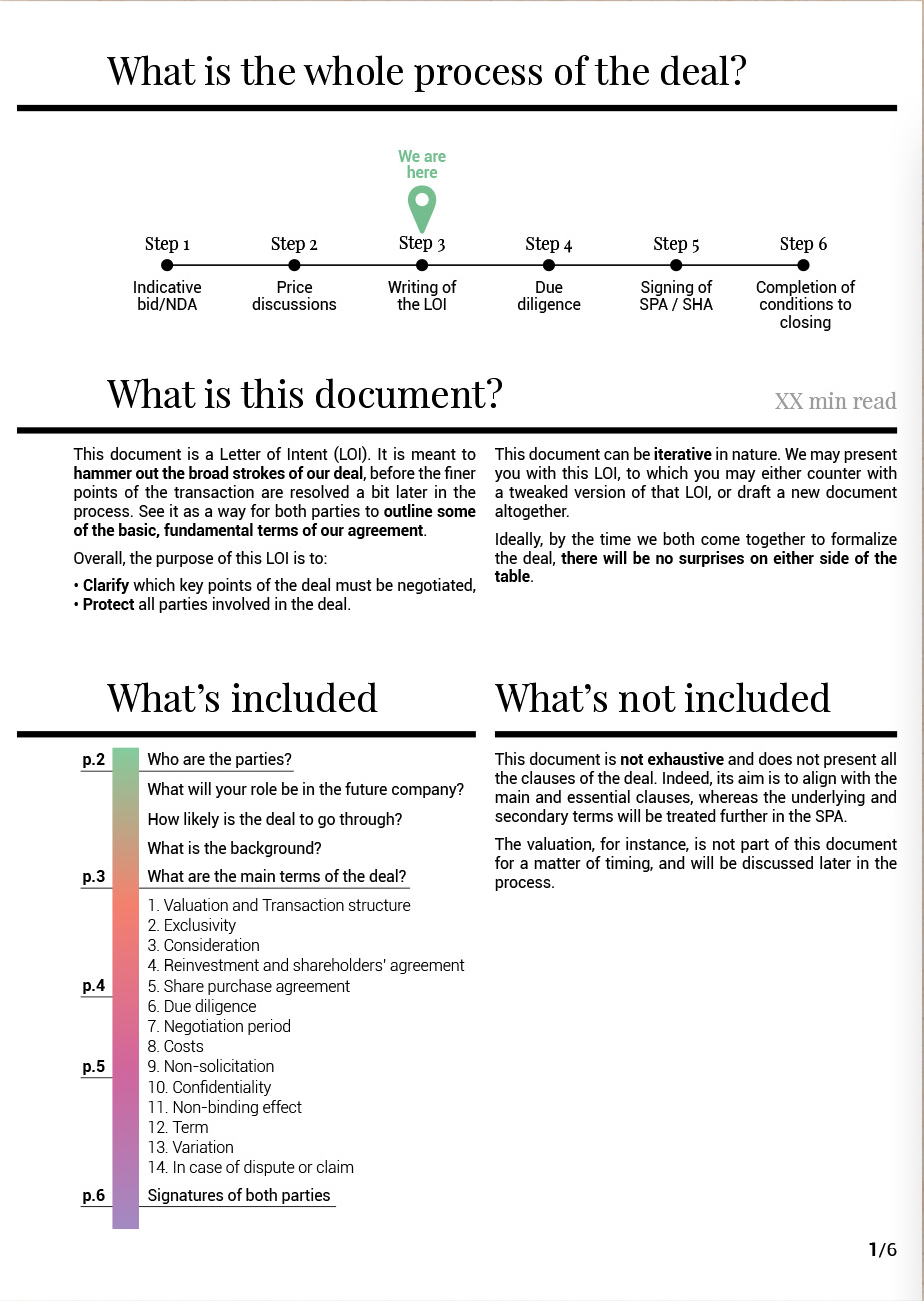 What is the whole process of the deal?
We are
here
Step 1
Step 2
Step 3
Step 4
Step 5
Step 6
Indicative
bid/NDA
Price
discussions
Writing of
the LOI
Due
diligence
Signing of
SPA / SHA
Completion of
conditions to
closing
What is this document?
XX min read
This document is a Letter of Intent (LOI). It is meant to
hammer out the broad strokes of our deal, before the finer
points of the transaction are resolved a bit later in the
process. See it as a way for both parties to outline some
of the basic, fundamental terms of our agreement.
Overall, the purpose of this LOI is to:
• Clarify which key points of the deal must be negotiated,
• Protect all parties involved in the deal.
This document can be iterative in nature. We may present
you with this LOI, to which you may either counter with
a tweaked version of that LOI, or draft a new document
altogether.
Ideally, by the time we both come together to formalize
the deal, there will be no surprises on either side of the
table.
What's included
p.2 Who are the parties?
What will your role be in the future company?
How likely is the deal to go through?
What is the background?
p.3 What are the main terms of the deal?
1. Valuation and Transaction structure
2. Exclusivity
3. Consideration
4. Reinvestment and shareholders' agreement
p.4 5. Share purchase agreement
6. Due diligence
7. Negotiation period
8. Costs
p.5 9. Non-solicitation
10. Confidentiality
11. Non-binding effect
12. Term
13. Variation
14. In case of dispute or claim
p.6 Signatures of both parties
What's not included
This document is not exhaustive and does not present all
the clauses of the deal. Indeed, its aim is to align with the
main and essential clauses, whereas the underlying and
secondary terms will be treated further in the SPA.
The valuation, for instance, is not part of this document
for a matter of timing, and will be discussed later in the
process.
1/6